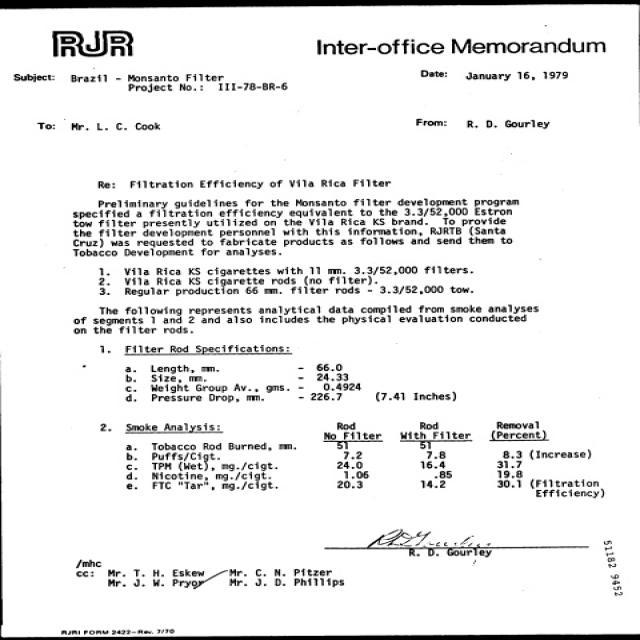 RJR
Inter-office Memorandum
Subject: Brazil - Monsanto Filter
Project No.: III-78-BR-6
Date: January 16, 1979
To: Mr. L. C. Cook
From: R. D. Gourley
Re: Filtration Efficiency of Vila Rica Filter
Preliminary guidelines for the Monsanto filter development program
specified a filtration efficiency equivalent to the 3.3/52,000 Estron
tow filter presently utilized on the Vila Rica KS brand. To provide
the filter development personnel with this information, RJRTB (Santa
Cruz) was requested to fabricate products as follows and send them to
Tobacco Development for analyses.
1. Vila Rica KS cigarettes with 11 mm. 3.3/52,000 filters.
2. Vila Rica KS cigarette rods (no filter).
3. Regular production 66 mm. filter rods - 3.3/52,000 tow.
The following represents analytical data compiled from smoke analyses
of segments 1 and 2 and also includes the physical evaluation conducted
on the filter rods.
1. Filter Rod Specifications:
a. Length, mm. - 66.0
b. Size, mm. - 24.33
c. Weight Group Av., gms. - 0.4924
d. Pressure Drop, mm. - 226.7 (7.41 Inches)
2. Smoke Analysis: Rod No Filter Rod With Filter Removal (Percent)
a. Tobacco Rod Burned, mm. 51 51
b. Puffs/Cigt. 7.2 7.8 8.3 (Increase)
c. TPM (Wet), mg./cigt. 24.0 16.4 31.7
d. Nicotine, mg./cigt. 1.06 .85 19.8
e. FTC "Tar", mg./cigt. 20.3 14.2 30.1 (Filtration
Efficiency)
R. D. Gourley
R. D. Gourley
/mhc
cc: Mr. T. H. Eskew Mr. C. N. Pitzer
Mr. J. W. Pryor Mr. J. D. Phillips
51182 9452
RJRI FORM 2422-Rev. 7/70